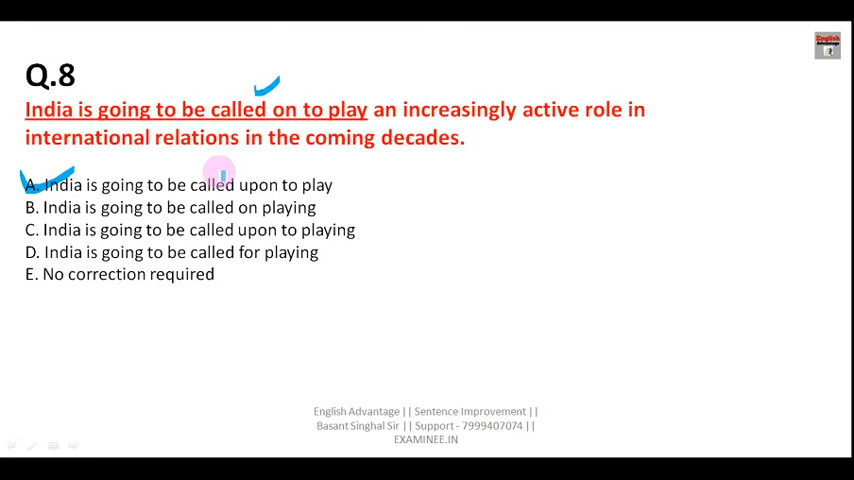 English
Advantage
Q.8
India is going to be called on to play an increasingly active role in
international relations in the coming decades.
A. India is going to be called upon to play
B. India is going to be called on playing
C. India is going to be called upon to playing
D. India is going to be called for playing
E. No correction required
English Advantage || Sentence Improvement ||
Basant Singhal Sir || Support - 7999407074 ||
EXAMINEE.IN